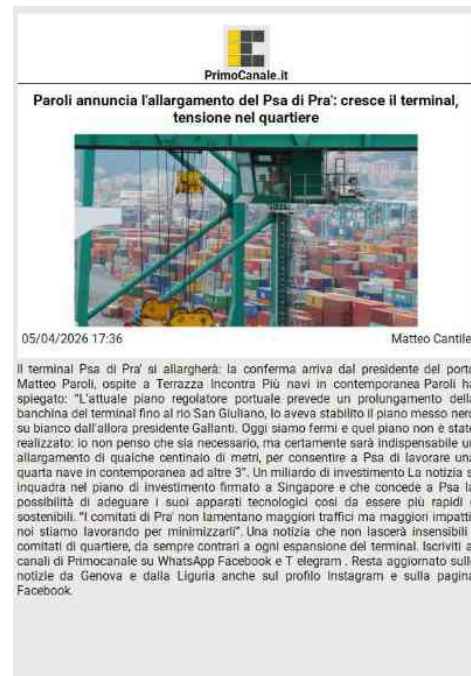 PrimoCanale.it
Paroli annuncia l'allargamento del Psa di Pra': cresce il terminal,
tensione nel quartiere
05/04/2026 17:36
Matteo Cantile
Il terminal Psa di Pra' si allargherà: la conferma arriva dal presidente del porto
Matteo Paroli, ospite a Terrazza Incontra Più navi in contemporanea Paroli ha
spiegato: "L'attuale piano regolatore portuale prevede un prolungamento della
banchina del terminal fino al rio San Giuliano, lo aveva stabilito il piano messo nero
su bianco dall'allora presidente Gallanti. Oggi siamo fermi e quel piano non è stato
realizzato: io non penso che sia necessario, ma certamente sarà indispensabile un
allargamento di qualche centinaio di metri, per consentire a Psa di lavorare una
quarta nave in contemporanea ad altre 3". Un miliardo di investimento La notizia si
inquadra nel piano di investimento firmato a Singapore e che concede a Psa la
possibilità di adeguare i suoi apparati tecnologici così da essere più rapidi e
sostenibili. "I comitati di Pra' non lamentano maggiori traffici ma maggiori impatti:
noi stiamo lavorando per minimizzarli". Una notizia che non lascerà insensibili i
comitati di quartiere, da sempre contrari a ogni espansione del terminal. Iscriviti ai
canali di Primocanale su WhatsApp Facebook e T elegram . Resta aggiornato sulle
notizie da Genova e dalla Liguria anche sul profilo Instagram e sulla pagina
Facebook.